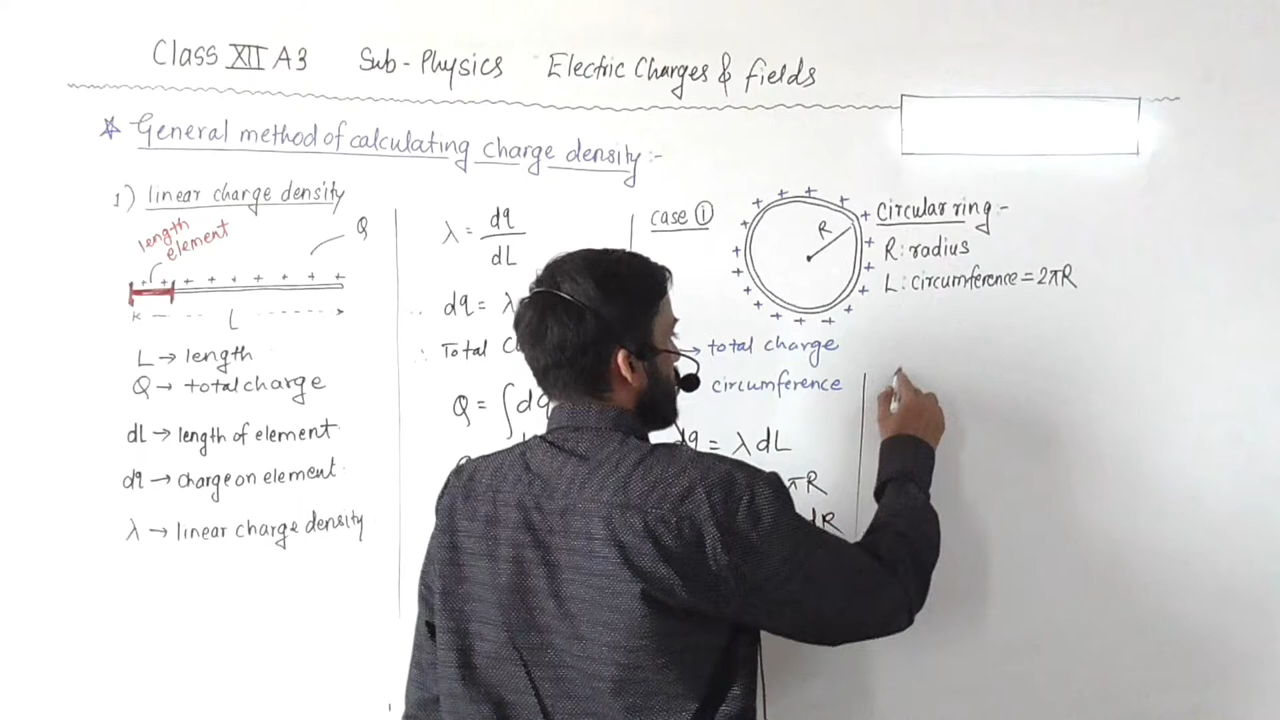 Class XII A3 Sub - Physics Electric Charges & fields
☆ General method of calculating charge density :-
1) linear charge density
length element
+ + + + + + + + +
Q
L
L → length
Q → total charge
dL → length of element
dq → charge on element
λ → linear charge density
λ = dq / dL
dq = λ
∴ Total
Q = ∫ dq
case ①
R
circular ring :-
R : radius
L : circumference = 2πR
→ total charge
circumference
dq = λ dL
πR
dR